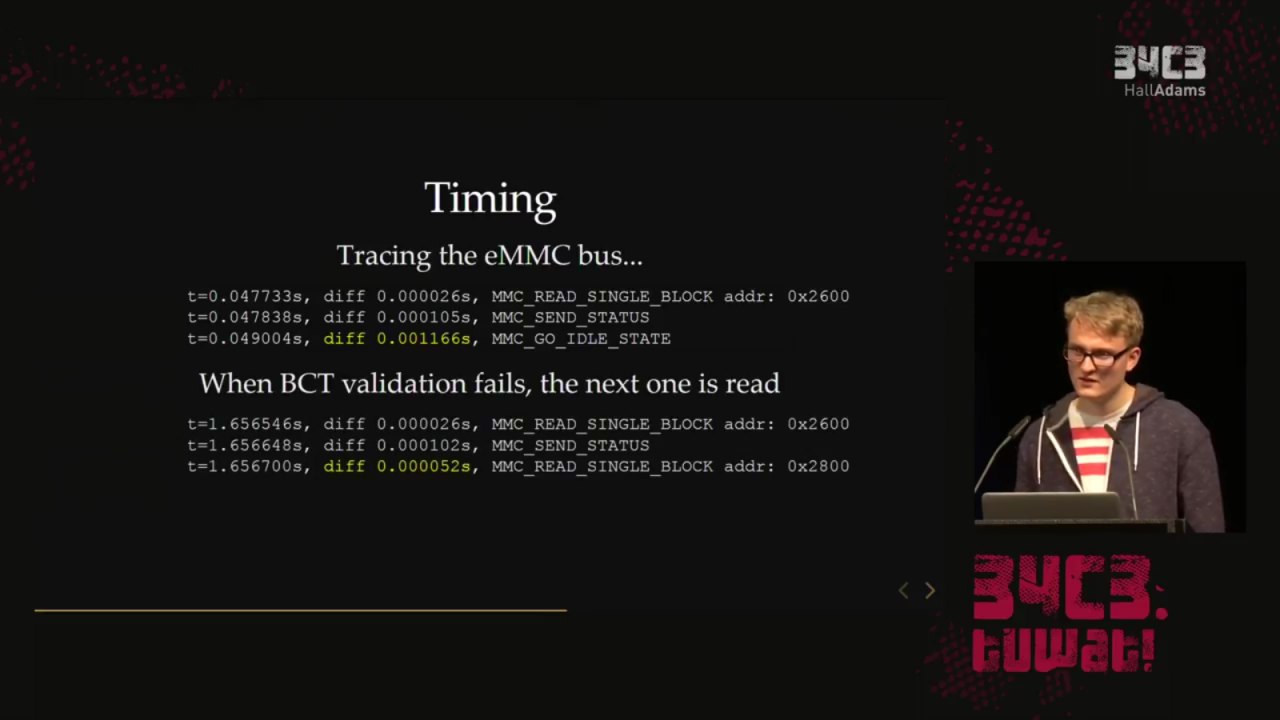 34C3
HallAdams
Timing
Tracing the eMMC bus...
t=0.047733s, diff 0.000026s, MMC_READ_SINGLE_BLOCK addr: 0x2600
t=0.047838s, diff 0.000105s, MMC_SEND_STATUS
t=0.049004s, diff 0.001166s, MMC_GO_IDLE_STATE
When BCT validation fails, the next one is read
t=1.656546s, diff 0.000026s, MMC_READ_SINGLE_BLOCK addr: 0x2600
t=1.656648s, diff 0.000102s, MMC_SEND_STATUS
t=1.656700s, diff 0.000052s, MMC_READ_SINGLE_BLOCK addr: 0x2800
34C3:
tuwat!